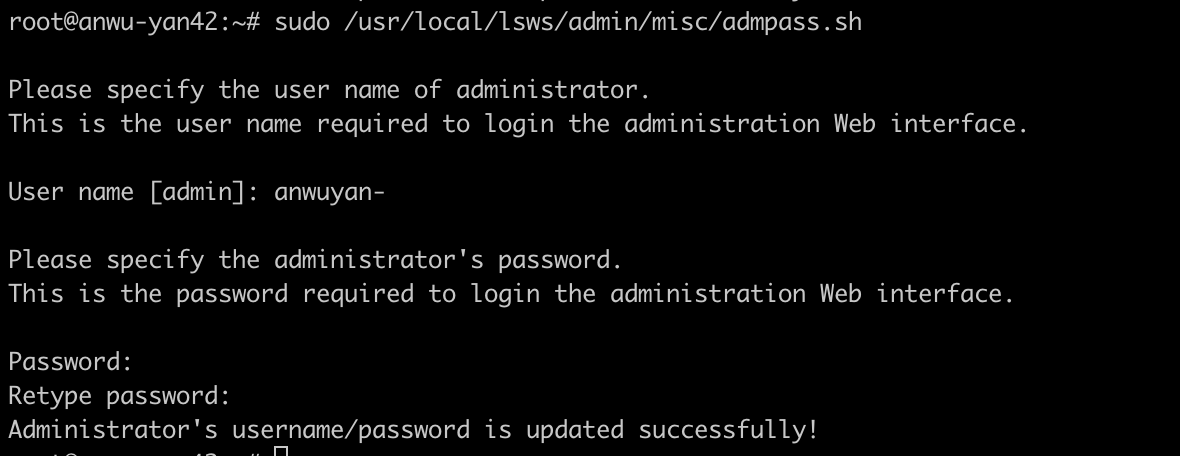 root@anwu-yan42:~# sudo /usr/local/lsws/admin/misc/admpass.sh
Please specify the user name of administrator.
This is the user name required to login the administration Web interface.
User name [admin]: anwuyan-
Please specify the administrator's password.
This is the password required to login the administration Web interface.
Password:
Retype password:
Administrator's username/password is updated successfully!